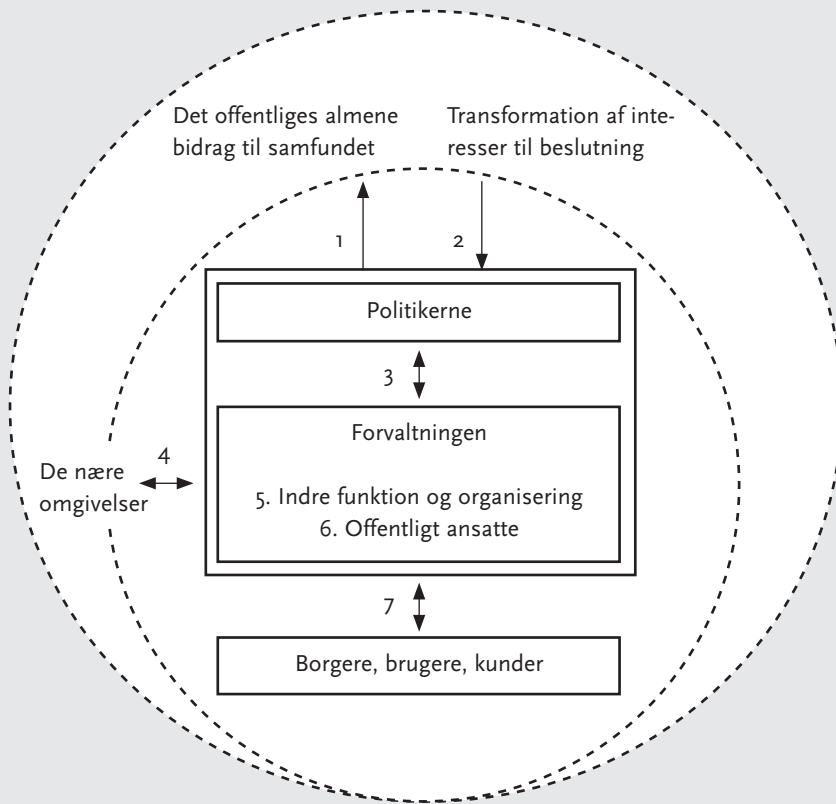 Det offentliges almene
bidrag til samfundet
Transformation af inte-
resser til beslutning
1
2
Politikerne
3
Forvaltningen
4
De nære
omgivelser
5. Indre funktion og organisering
6. Offentligt ansatte
7
Borgere, brugere, kunder